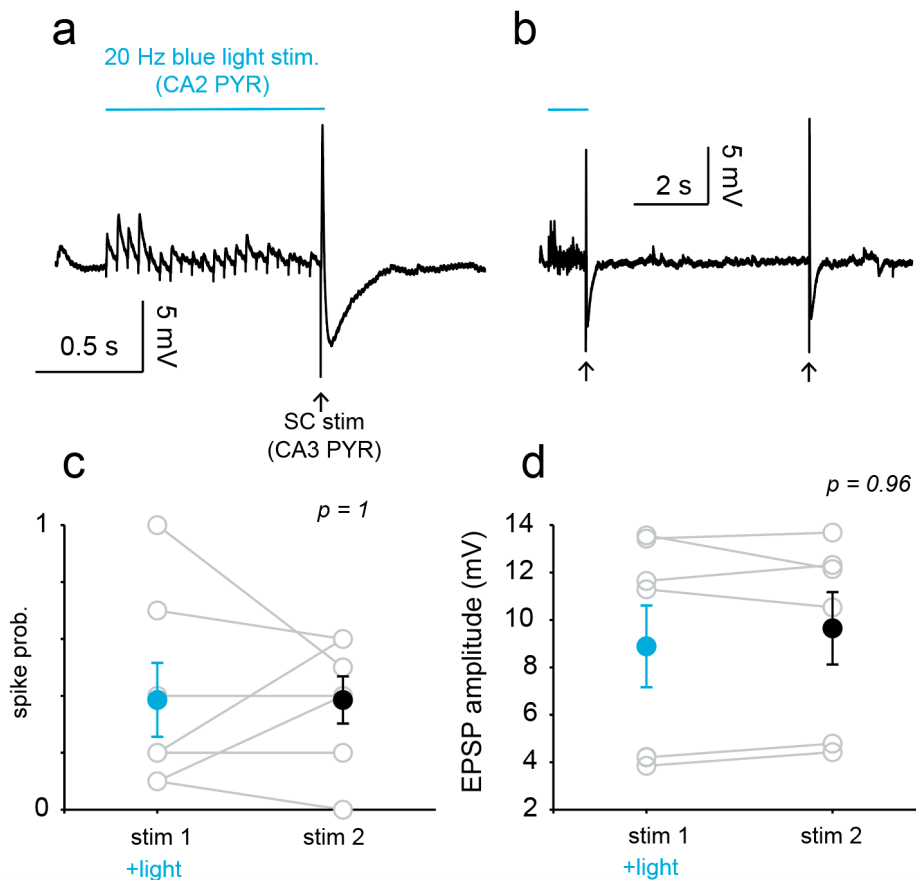 a
20 Hz blue light stim.
(CA2 PYR)
0.5 s
5 mV
SC stim
(CA3 PYR)
b
2 s
5 mV
c
p = 1
spike prob.
1
0
stim 1
+light
stim 2
d
p = 0.96
EPSP amplitude (mV)
14
12
10
8
6
4
2
stim 1
+light
stim 2